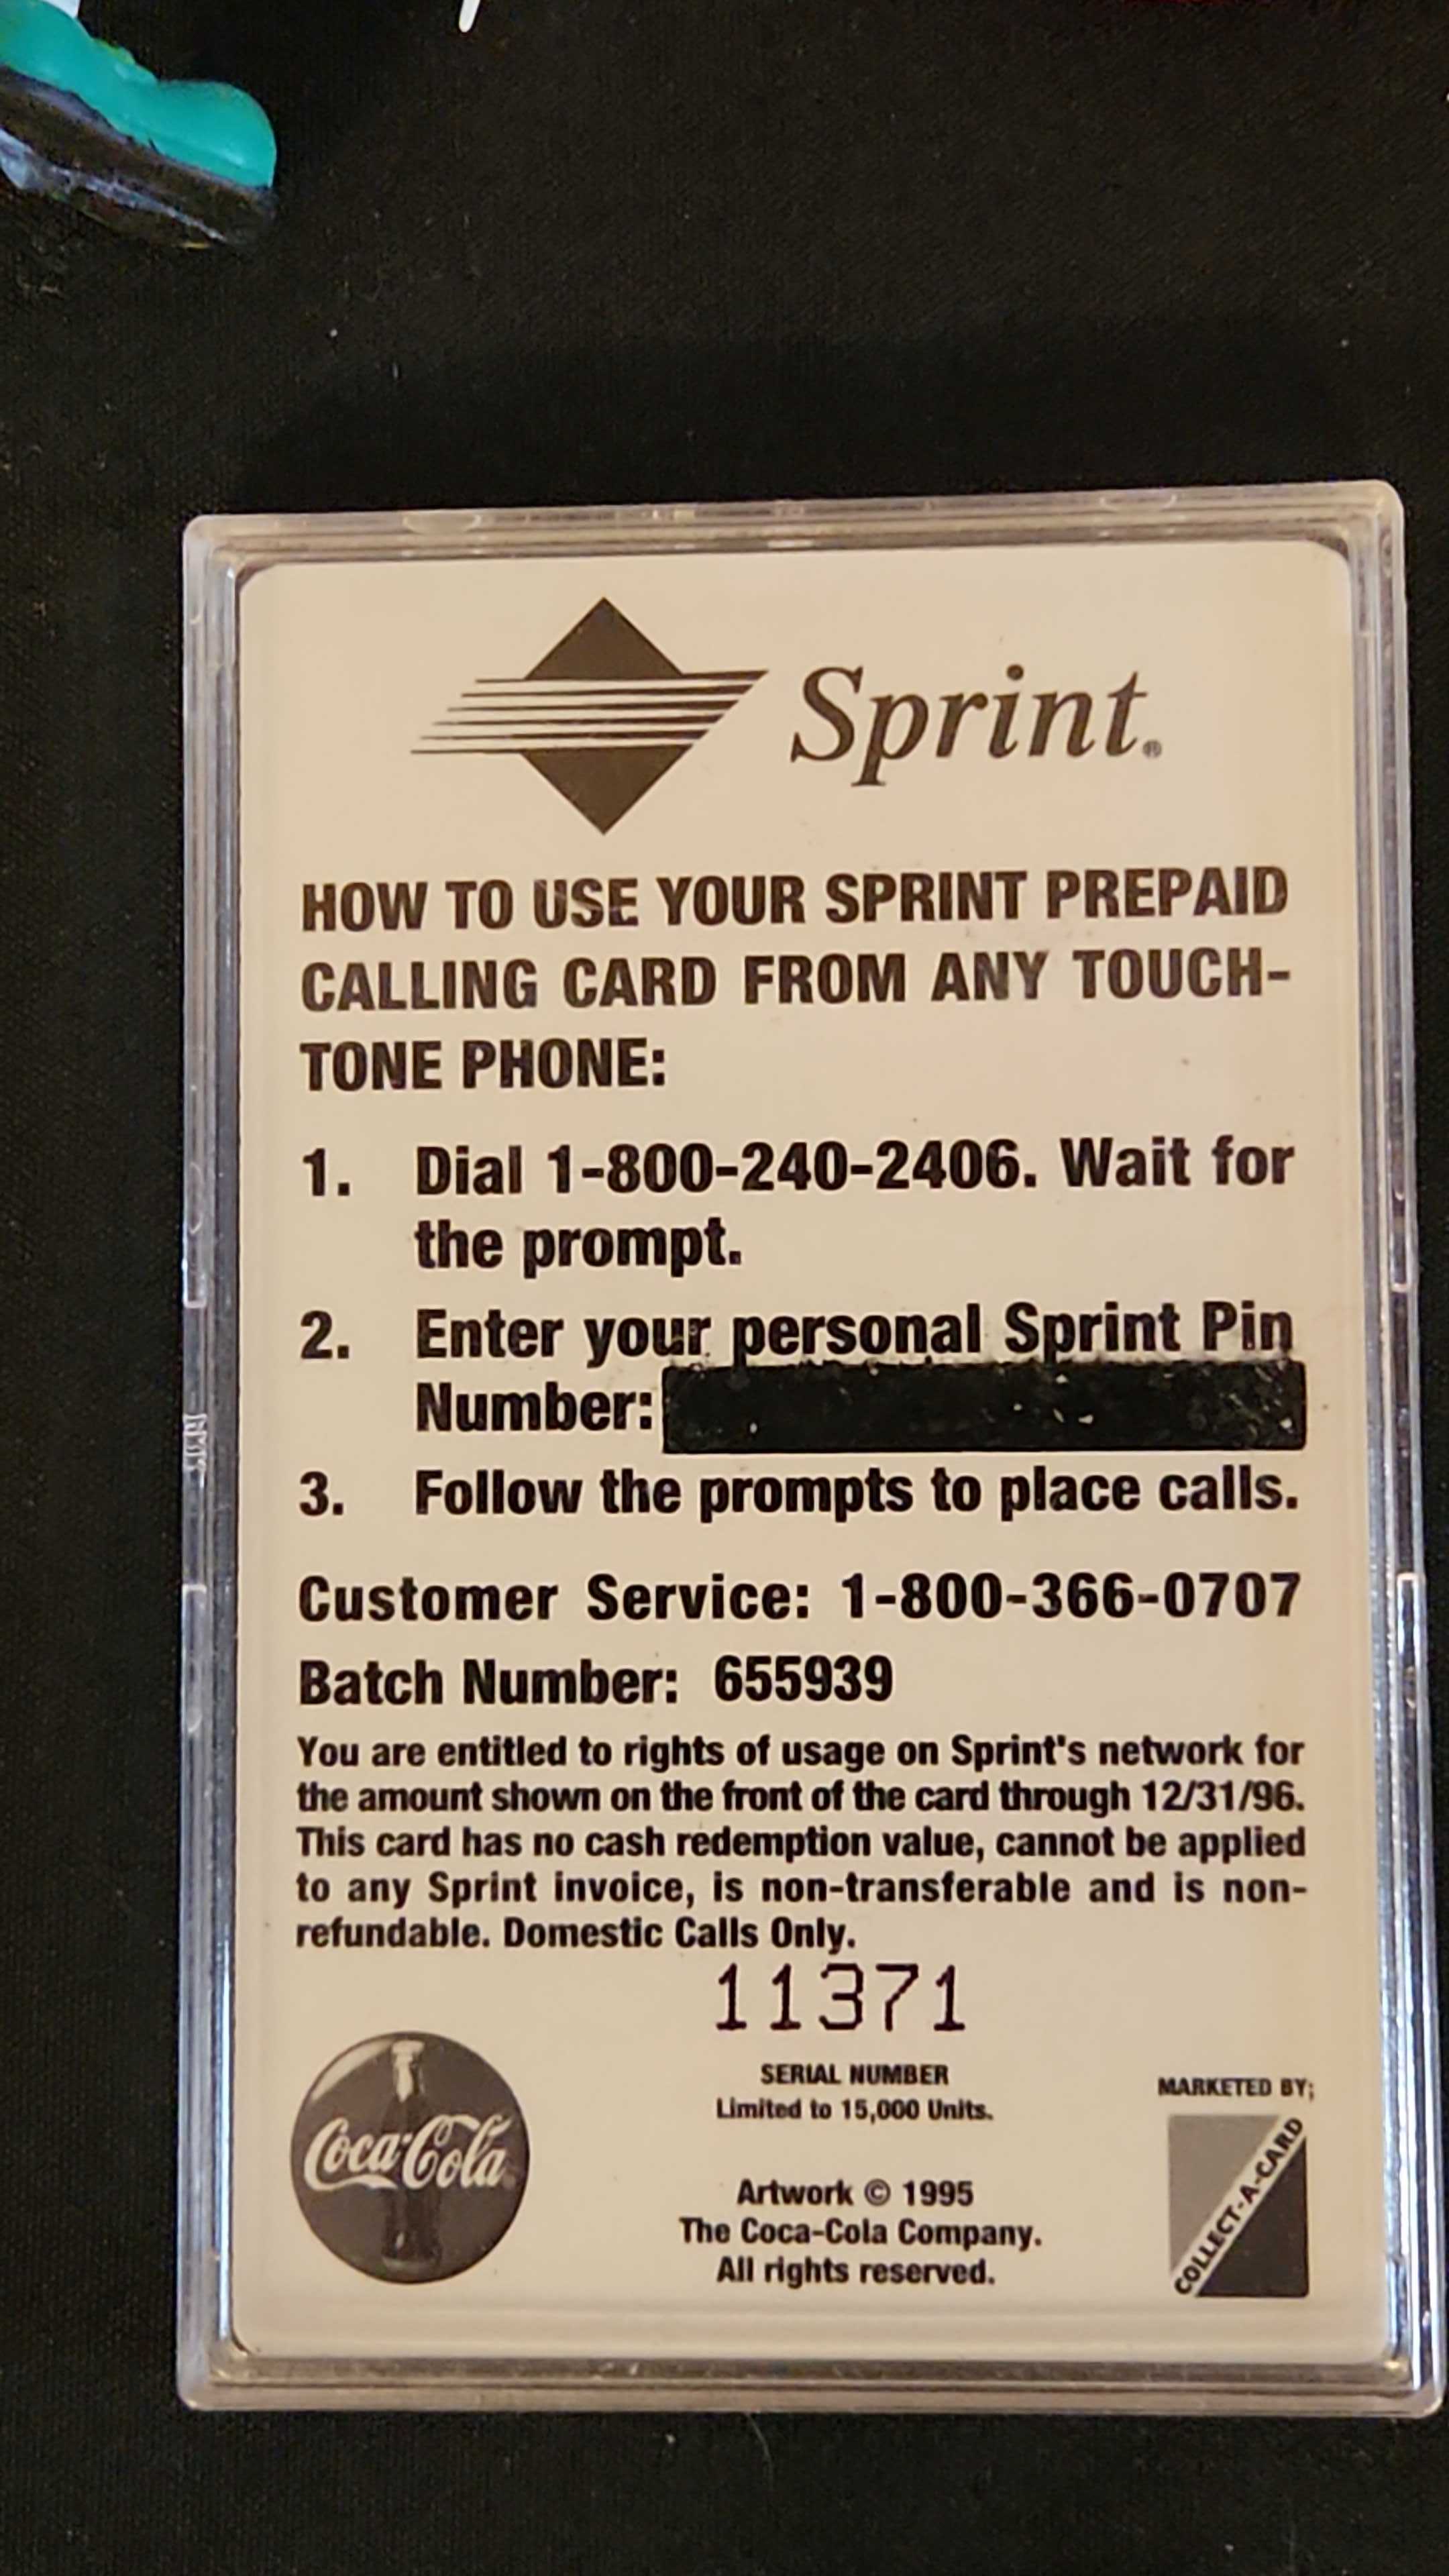 Sprint®
HOW TO USE YOUR SPRINT PREPAID
CALLING CARD FROM ANY TOUCH-
TONE PHONE:
1. Dial 1-800-240-2406. Wait for
the prompt.
2. Enter your personal Sprint Pin
Number:
3. Follow the prompts to place calls.
Customer Service: 1-800-366-0707
Batch Number: 655939
You are entitled to rights of usage on Sprint's network for
the amount shown on the front of the card through 12/31/96.
This card has no cash redemption value, cannot be applied
to any Sprint invoice, is non-transferable and is non-
refundable. Domestic Calls Only.
11371
SERIAL NUMBER
Limited to 15,000 Units.
Coca-Cola
Artwork © 1995
The Coca-Cola Company.
All rights reserved.
MARKETED BY;
COLLECT-A-CARD